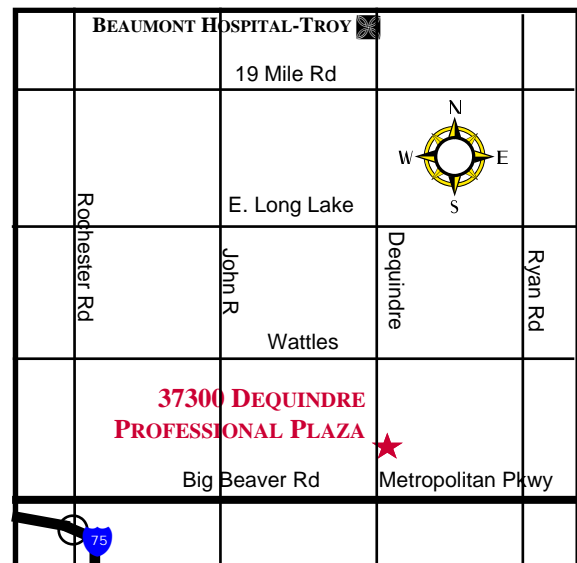 BEAUMONT HOSPITAL-TROY
19 Mile Rd
N
W
E
S
E. Long Lake
Rochester Rd
John R
Dequindre
Ryan Rd
Wattles
37300 DEQUINDRE
PROFESSIONAL PLAZA
Big Beaver Rd
Metropolitan Pkwy
75